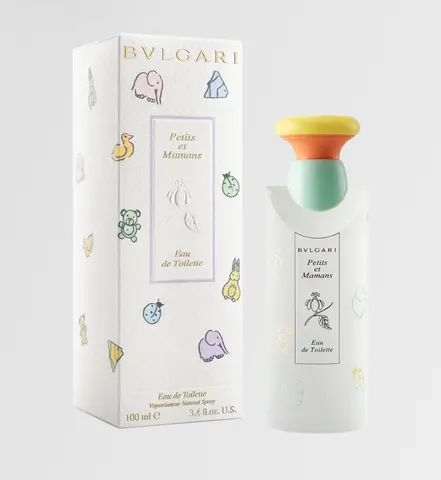 BVLGARI
Petits
et
Mamans
Eau
de Toilette
Eau de Toilette
Vaporisateur Natural Spray
100 ml e 3.4 fl.oz. U.S.
BVLGARI
Petits
et
Mamans
Eau
de Toilette